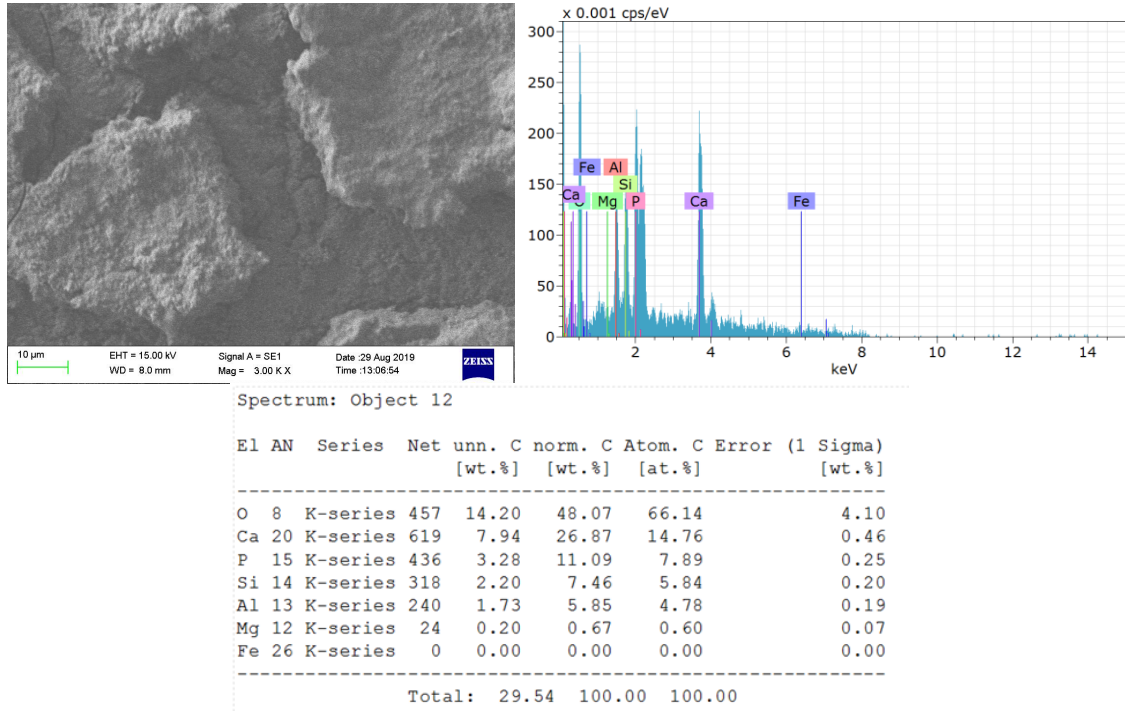 x 0.001 cps/eV
300
250
200
150
100
50
0
Fe Al
Si
Ca Mg P Ca Fe
2 4 6 8 10 12 14
keV
10 µm EHT = 15.00 kV Signal A = SE1 Date :29 Aug 2019 ZEISS
WD = 8.0 mm Mag = 3.00 K X Time :13:06:54
Spectrum: Object 12
El AN Series Net unn. C norm. C Atom. C Error (1 Sigma)
[wt.%] [wt.%] [at.%] [wt.%]
O 8 K-series 457 14.20 48.07 66.14 4.10
Ca 20 K-series 619 7.94 26.87 14.76 0.46
P 15 K-series 436 3.28 11.09 7.89 0.25
Si 14 K-series 318 2.20 7.46 5.84 0.20
Al 13 K-series 240 1.73 5.85 4.78 0.19
Mg 12 K-series 24 0.20 0.67 0.60 0.07
Fe 26 K-series 0 0.00 0.00 0.00 0.00
Total: 29.54 100.00 100.00